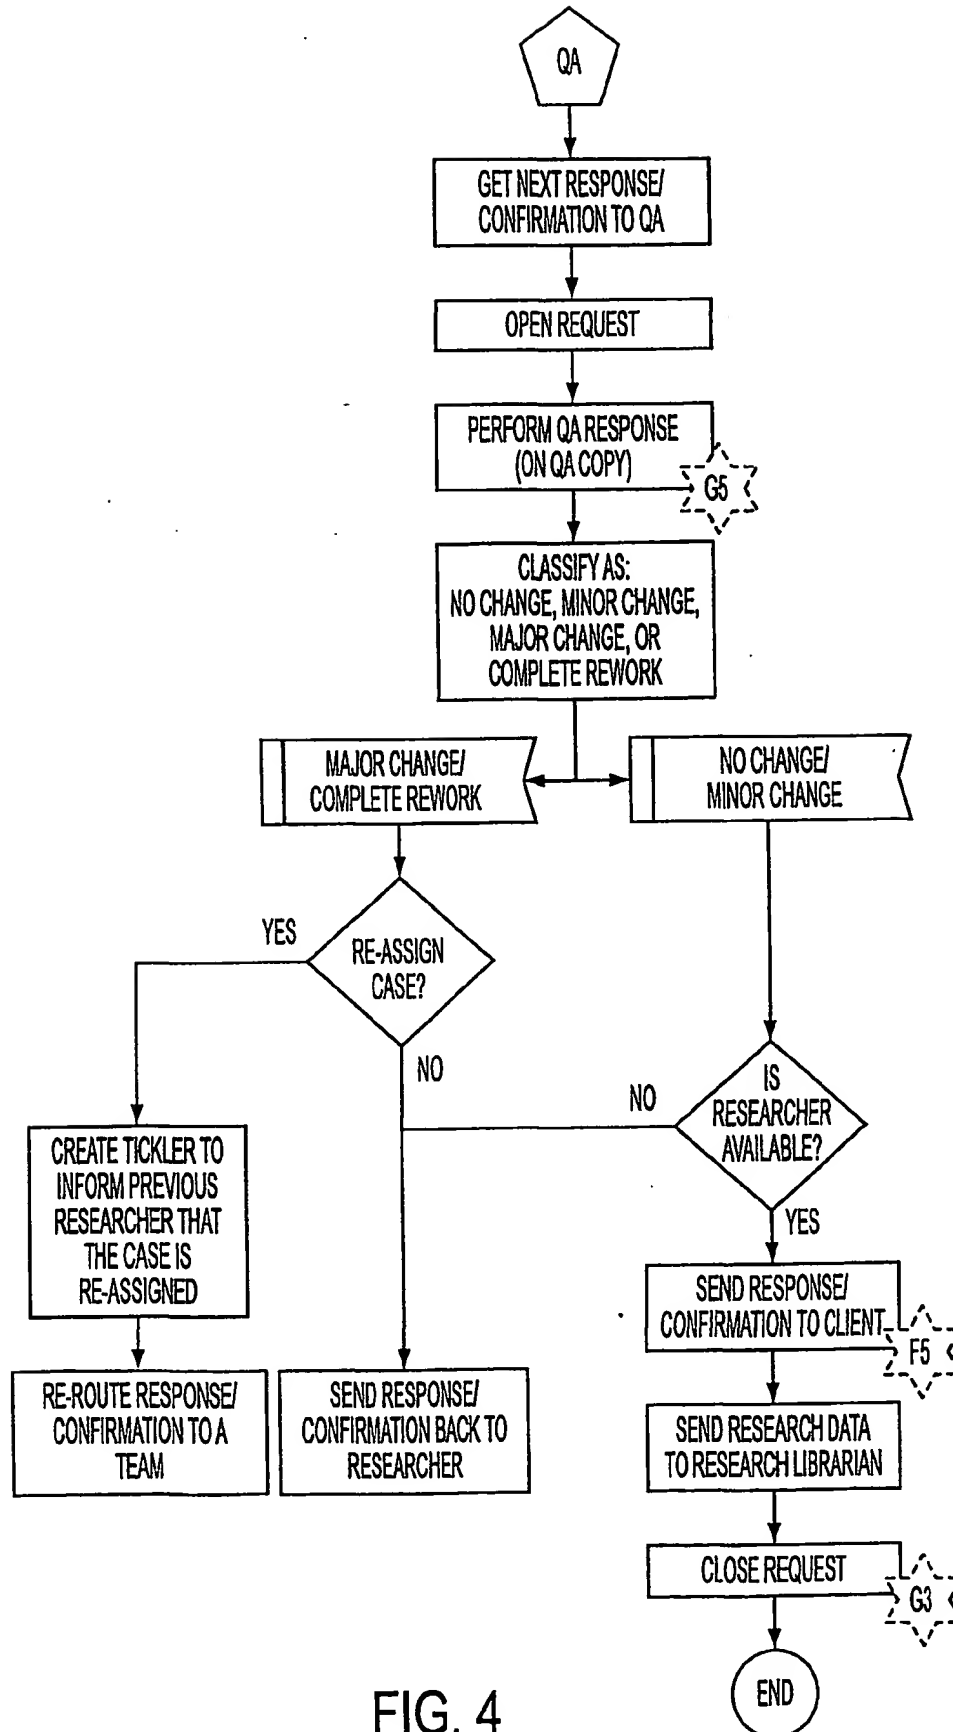 QA
GET NEXT RESPONSE/
CONFIRMATION TO QA
OPEN REQUEST
PERFORM QA RESPONSE
(ON QA COPY)
G5
CLASSIFY AS:
NO CHANGE, MINOR CHANGE,
MAJOR CHANGE, OR
COMPLETE REWORK
MAJOR CHANGE/
COMPLETE REWORK
NO CHANGE/
MINOR CHANGE
YES
RE-ASSIGN
CASE?
NO
NO
IS
RESEARCHER
AVAILABLE?
YES
CREATE TICKLER TO
INFORM PREVIOUS
RESEARCHER THAT
THE CASE IS
RE-ASSIGNED
RE-ROUTE RESPONSE/
CONFIRMATION TO A
TEAM
SEND RESPONSE/
CONFIRMATION BACK TO
RESEARCHER
SEND RESPONSE/
CONFIRMATION TO CLIENT
F5
SEND RESEARCH DATA
TO RESEARCH LIBRARIAN
CLOSE REQUEST
G3
END
FIG. 4